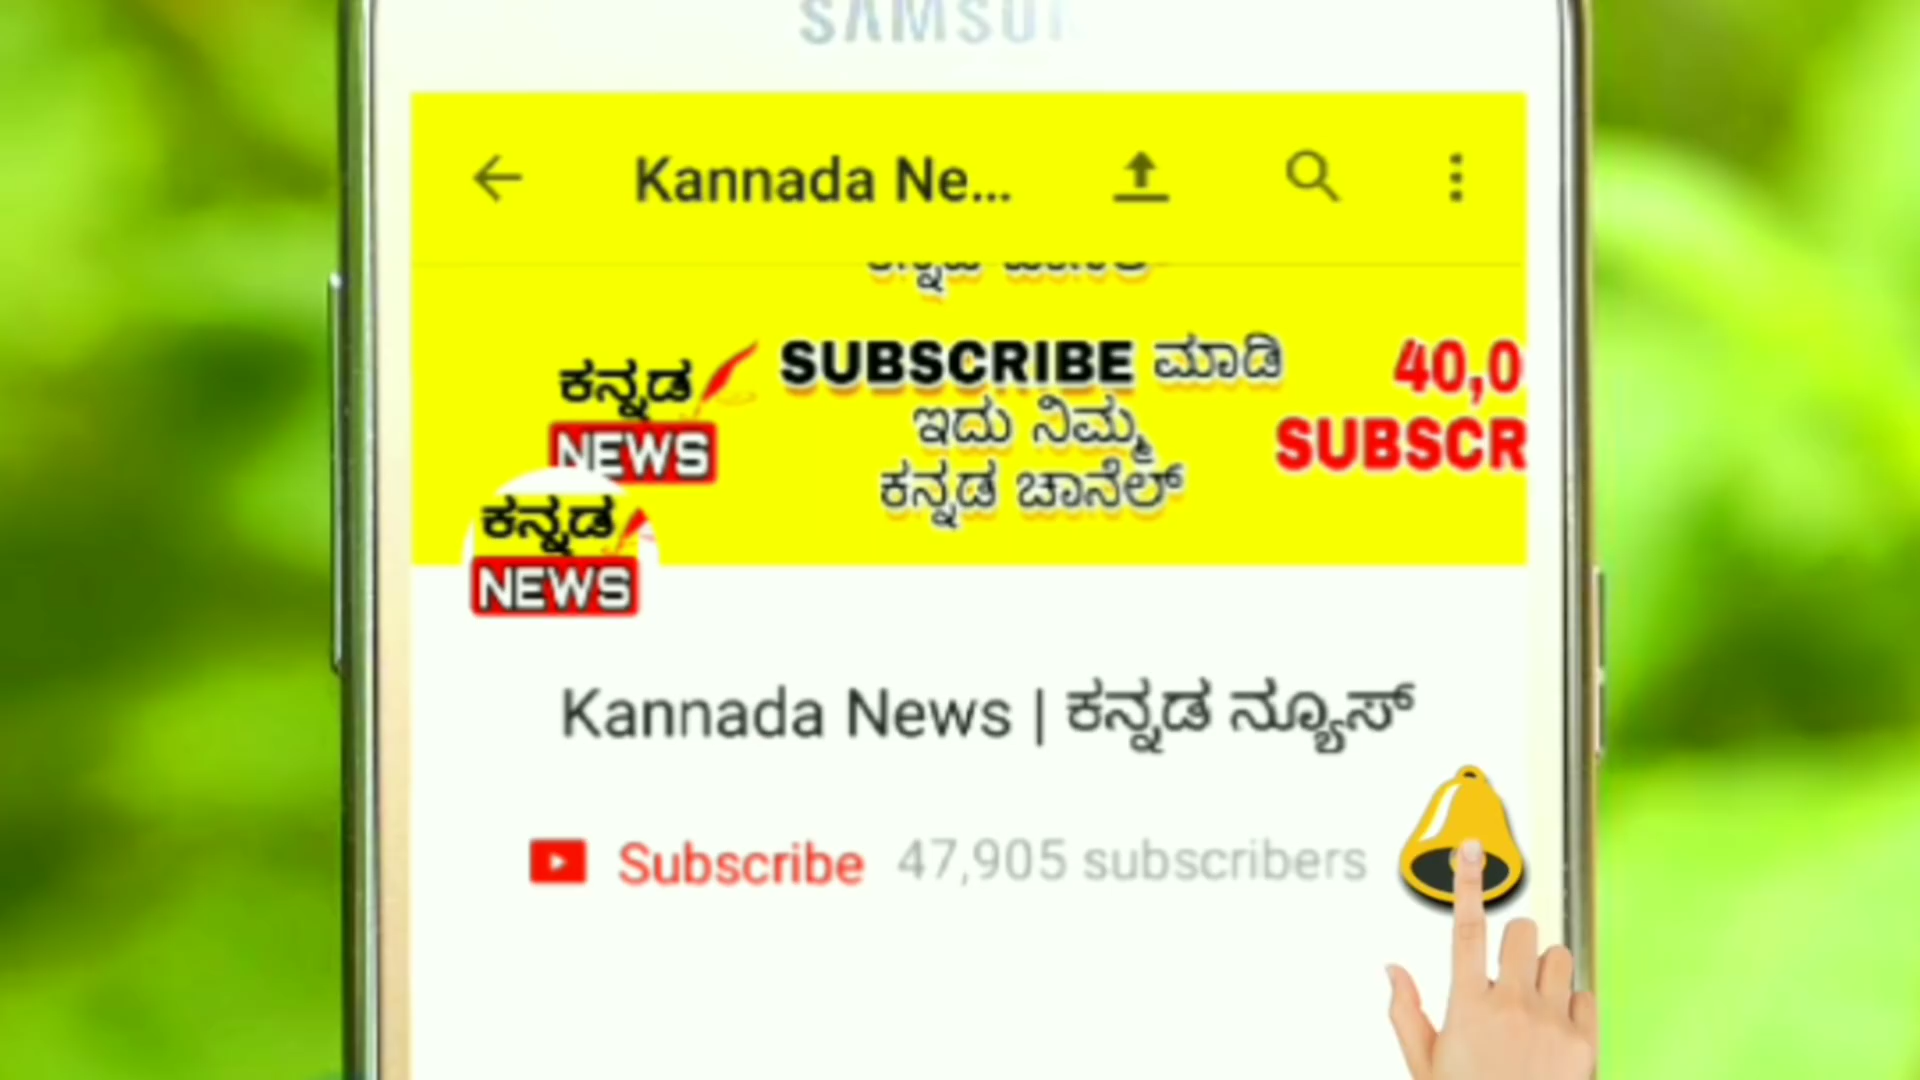 SAMSU
Kannada Ne...
SUBSCRIBE ಮಾಡಿ
ಇದು ನಿಮ್ಮ
ಕನ್ನಡ ಚಾನೆಲ್
40,0
SUBSCR
ಕನ್ನಡ
NEWS
ಕನ್ನಡ
NEWS
Kannada News | ಕನ್ನಡ ನ್ಯೂಸ್
Subscribe 47,905 subscribers